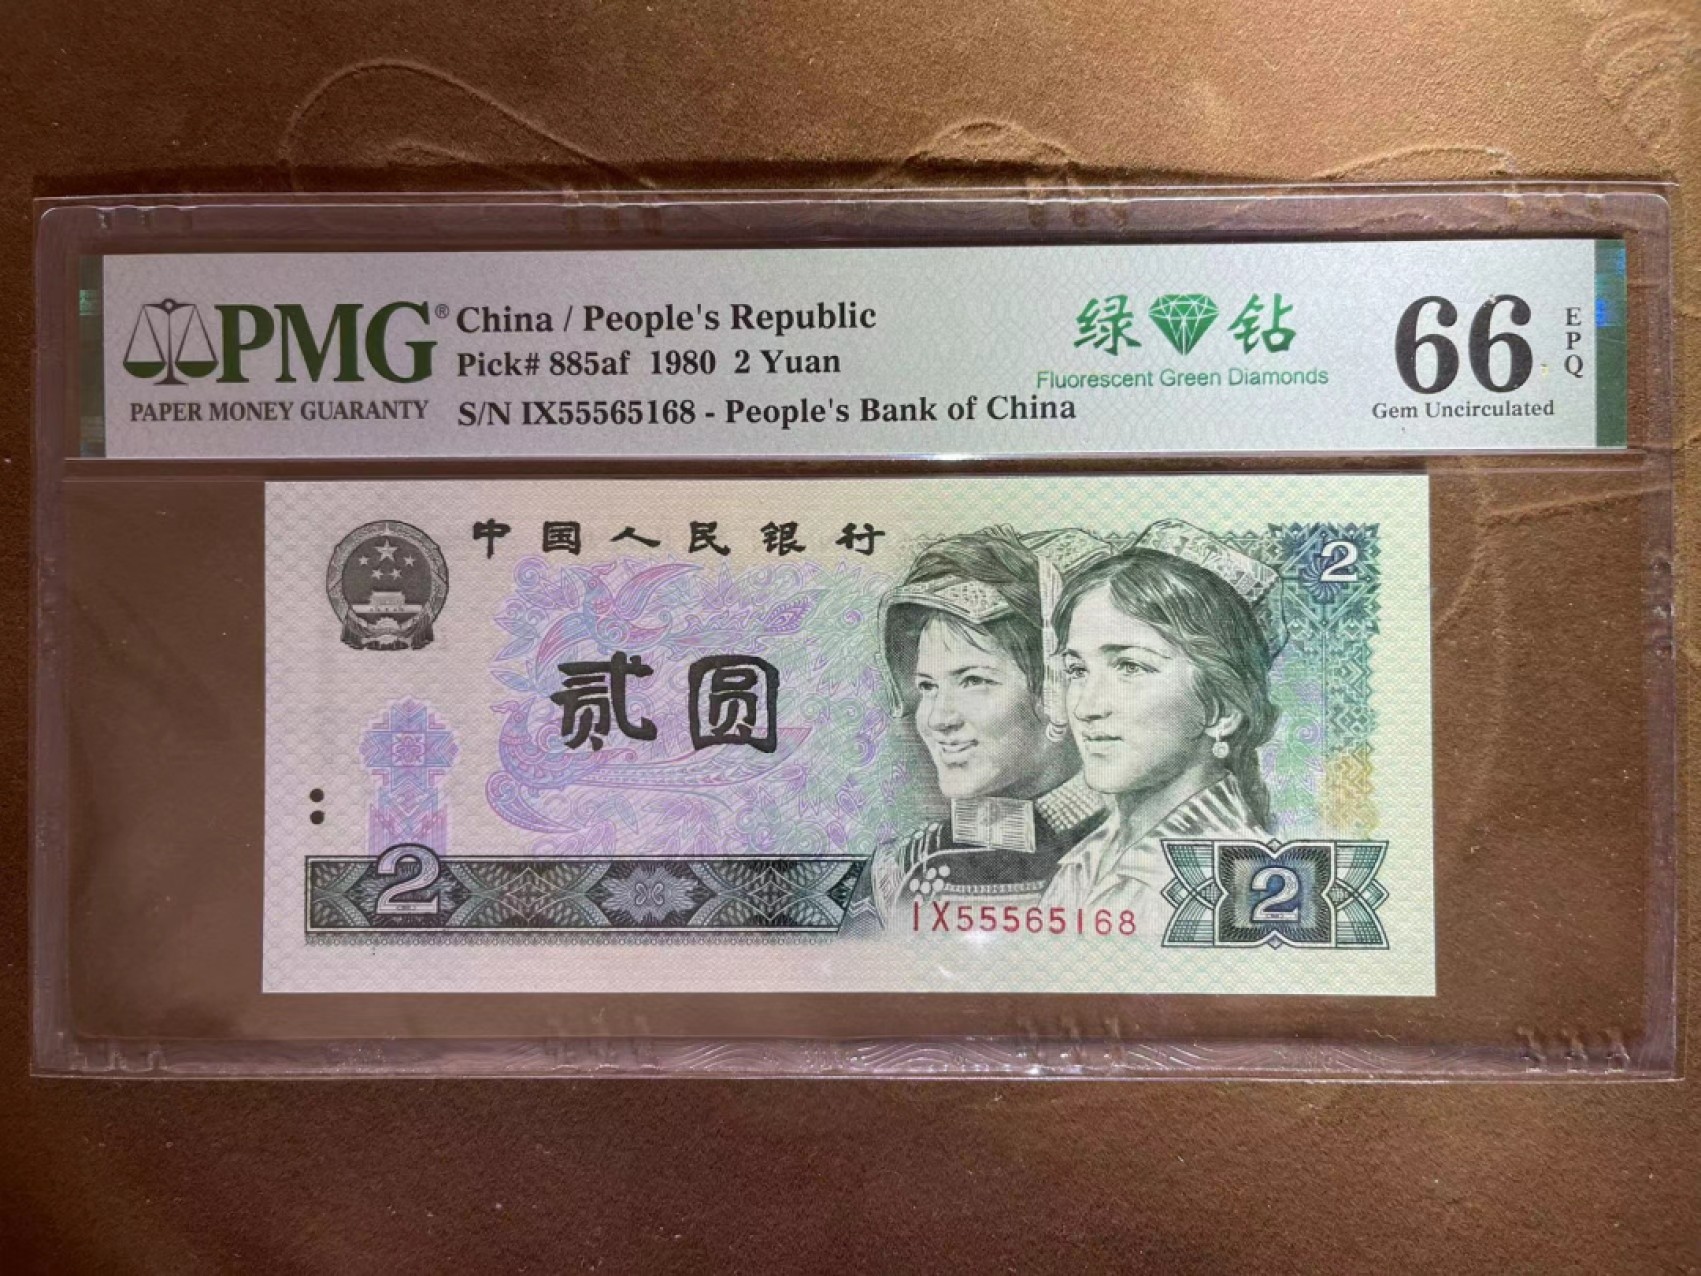 PMG®
PAPER MONEY GUARANTY
China / People's Republic
Pick# 885af 1980 2 Yuan
S/N IX55565168 - People's Bank of China
绿 钻
Fluorescent Green Diamonds
66
EPQ
Gem Uncirculated
中国人民银行
2
贰圆
2
IX55565168
2